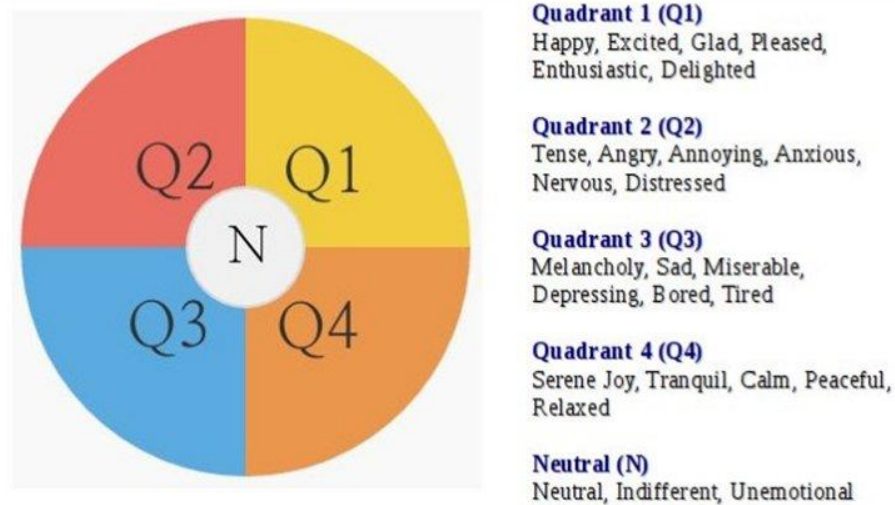 Q2
Q1
N
Q3
Q4
Quadrant 1 (Q1)
Happy, Excited, Glad, Pleased,
Enthusiastic, Delighted
Quadrant 2 (Q2)
Tense, Angry, Annoying, Anxious,
Nervous, Distressed
Quadrant 3 (Q3)
Melancholy, Sad, Miserable,
Depressing, Bored, Tired
Quadrant 4 (Q4)
Serene Joy, Tranquil, Calm, Peaceful,
Relaxed
Neutral (N)
Neutral, Indifferent, Unemotional